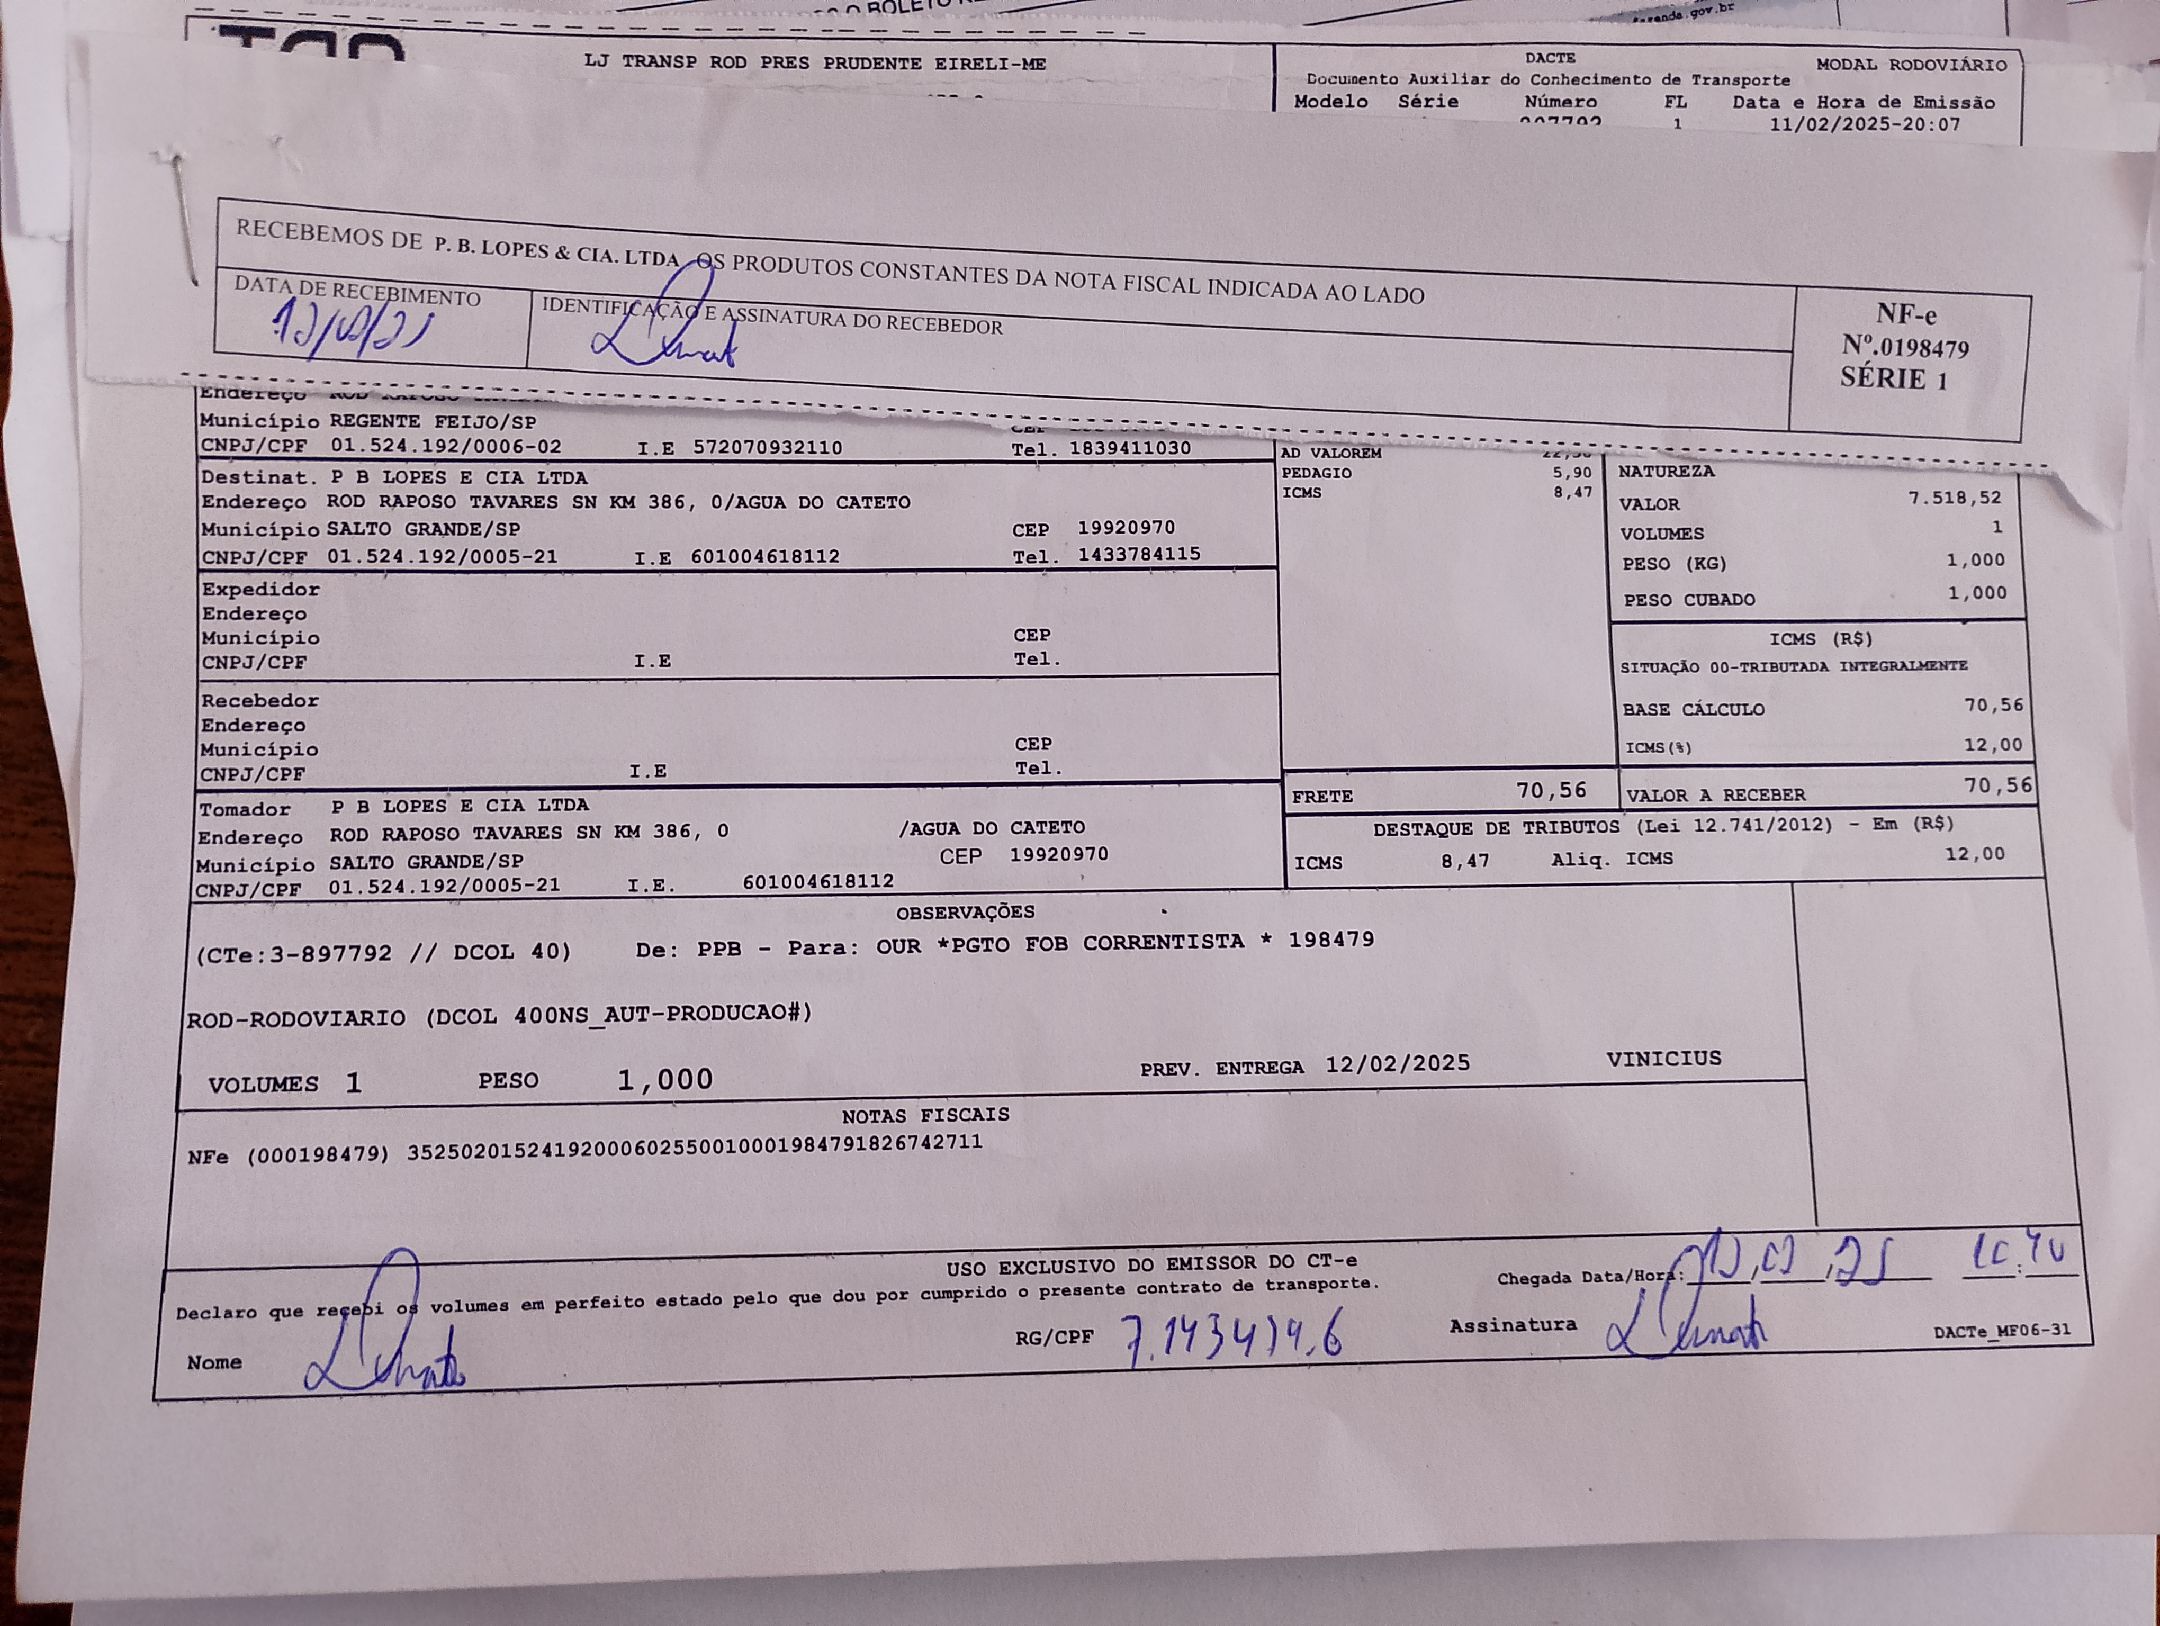 O BOLETO
fazenda.gov.br
LJ TRANSP ROD PRES PRUDENTE EIRELI-ME
DACTE
MODAL RODOVIÁRIO
Documento Auxiliar do Conhecimento de Transporte
Modelo Série Número FL Data e Hora de Emissão
897792 1 11/02/2025-20:07
RECEBEMOS DE P. B. LOPES & CIA. LTDA OS PRODUTOS CONSTANTES DA NOTA FISCAL INDICADA AO LADO
DATA DE RECEBIMENTO
IDENTIFICAÇÃO E ASSINATURA DO RECEBEDOR
NF-e
Nº.0198479
SÉRIE 1
Endereço ROD RAPOSO
Município REGENTE FEIJO/SP CEP
CNPJ/CPF 01.524.192/0006-02 I.E 572070932110 Tel. 1839411030
Destinat. P B LOPES E CIA LTDA
Endereço ROD RAPOSO TAVARES SN KM 386, 0/AGUA DO CATETO
Município SALTO GRANDE/SP CEP 19920970
CNPJ/CPF 01.524.192/0005-21 I.E 601004618112 Tel. 1433784115
Expedidor
Endereço
Município CEP
CNPJ/CPF I.E Tel.
Recebedor
Endereço
Município CEP
CNPJ/CPF I.E Tel.
Tomador P B LOPES E CIA LTDA
Endereço ROD RAPOSO TAVARES SN KM 386, 0 /AGUA DO CATETO
Município SALTO GRANDE/SP CEP 19920970
CNPJ/CPF 01.524.192/0005-21 I.E. 601004618112
AD VALOREM
PEDAGIO 5,90
ICMS 8,47
NATUREZA
VALOR 7.518,52
VOLUMES 1
PESO (KG) 1,000
PESO CUBADO 1,000
ICMS (R$)
SITUAÇÃO 00-TRIBUTADA INTEGRALMENTE
BASE CÁLCULO 70,56
ICMS(%) 12,00
FRETE 70,56 VALOR A RECEBER 70,56
DESTAQUE DE TRIBUTOS (Lei 12.741/2012) - Em (R$)
ICMS 8,47 Aliq. ICMS 12,00
OBSERVAÇÕES
(CTe:3-897792 // DCOL 40) De: PPB - Para: OUR *PGTO FOB CORRENTISTA * 198479
ROD-RODOVIARIO (DCOL 400NS_AUT-PRODUCAO#)
VOLUMES 1 PESO 1,000 PREV. ENTREGA 12/02/2025 VINICIUS
NOTAS FISCAIS
NFe (000198479) 35250201524192000602550010001984791826742711
USO EXCLUSIVO DO EMISSOR DO CT-e
Declaro que recebi os volumes em perfeito estado pelo que dou por cumprido o presente contrato de transporte.
Chegada Data/Hora:
Nome RG/CPF Assinatura DACTe_MF06-31